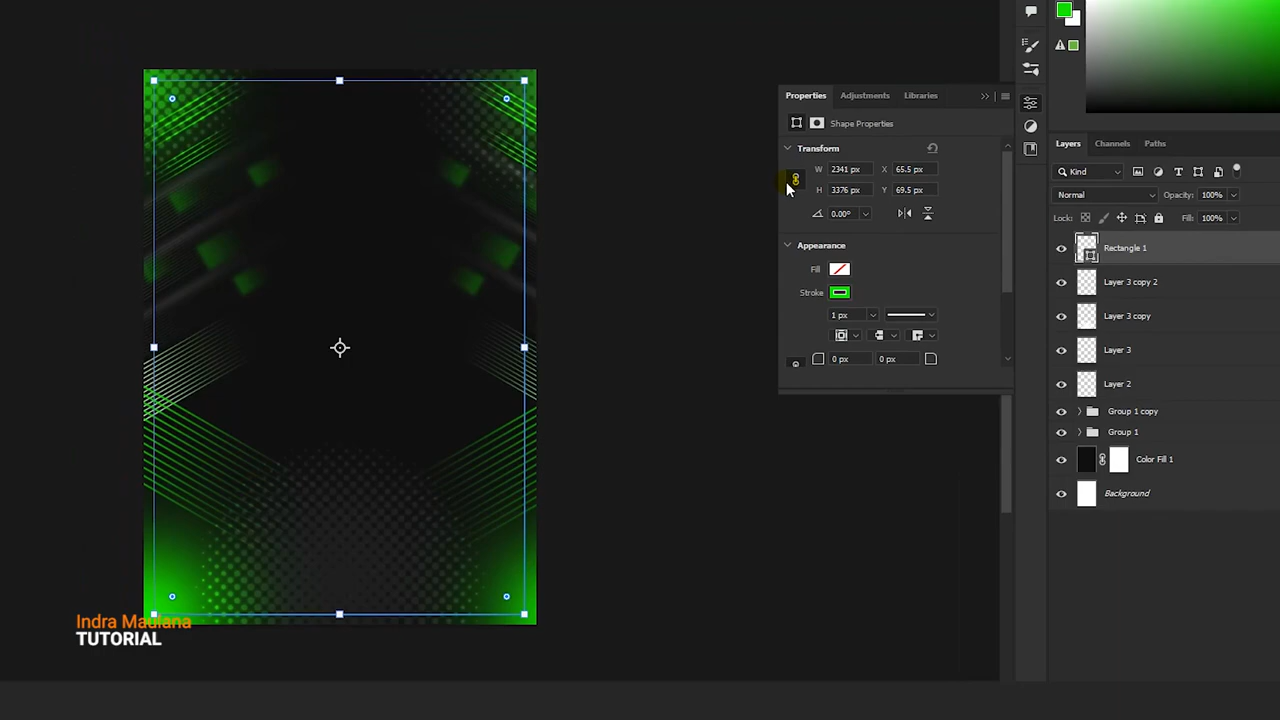 Properties
Adjustments
Libraries
Shape Properties
Transform
W 2341 px X 65.5 px
H 3376 px Y 69.5 px
0.00°
Appearance
Fill
Stroke
1 px
0 px 0 px
Layers
Channels
Paths
Kind
Normal
Opacity: 100%
Lock:
Fill: 100%
Rectangle 1
Layer 3 copy 2
Layer 3 copy
Layer 3
Layer 2
Group 1 copy
Group 1
Color Fill 1
Background
Indra Maulana
TUTORIAL